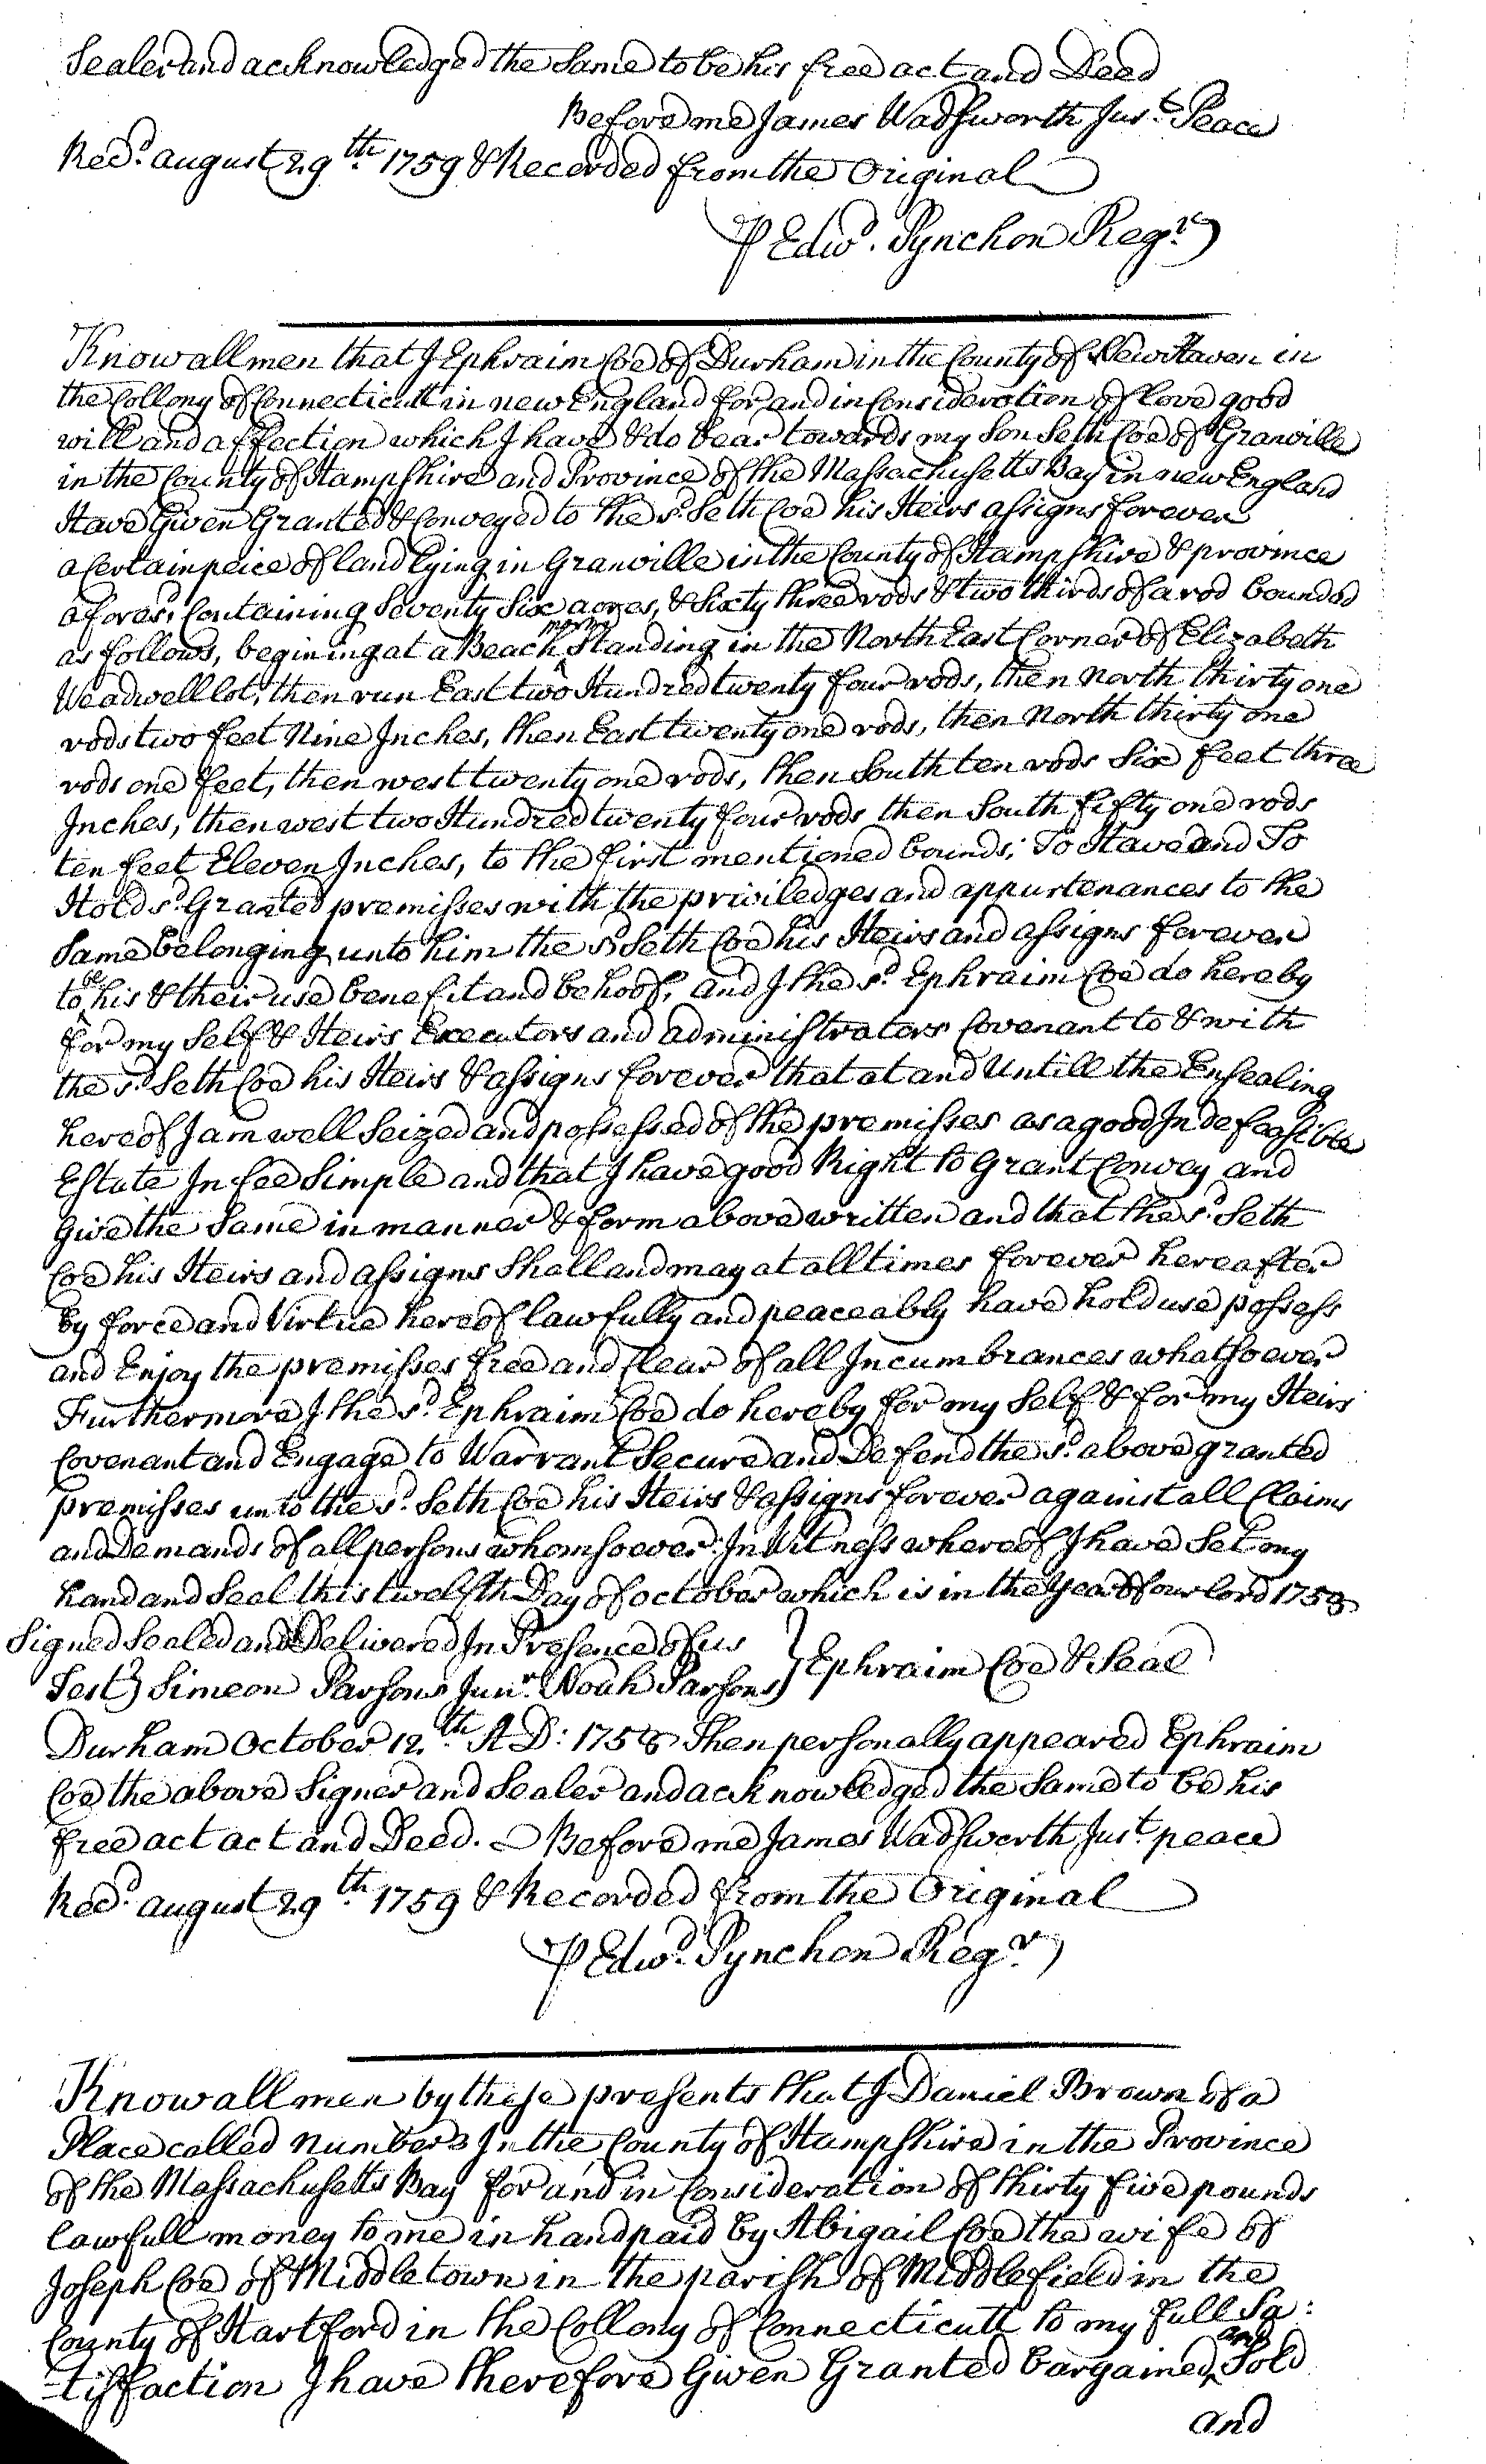 Sealer and acknowledged the Same to be his free act and Deed
Before me James Wadsworth Jus.t Peace
Rec.d august 29.th 1759 & Recorded from the Original
P Edw.d Pynchon Reg.r
Know all men that I Ephraim Coe of Durham in the County of New Haven in
the Collony of Connecticutt in new England for and in Consideration of Love good
will and affection which I have & do bear towards my Son Seth Coe of Granville
in the County of Hampshire and Province of the Massachusetts Bay in new England
Have Given Granted & Conveyed to the s.d Seth Coe his Heirs assigns forever
a Certain peice of land lying in Granville in the County of Hampshire & province
afores.d Containing Seventy Six acres, & Sixty three rods & two thirds of a rod bounded
as follows, begining at a Beach Standing in the North East Corner of Elizabeth
Weadwell lot, then run East two Hundred twenty four rods, then North thirty one
rods two feet Nine Inches, then East twenty one rods, then North thirty one
rods one feet, then west twenty one rods, then South ten rods Six feet three
Inches, then west two Hundred twenty four rods then South fifty one rods
ten feet Eleven Inches, to the first mentioned bounds; To Have and To
Hold s.d Granted premisses with the priviledges and appurtenances to the
Same belonging unto him the s.d Seth Coe his Heirs and assigns forever
to be his & their use benefit and behoof, and I the s.d Ephraim Coe do hereby
for my Self & Heirs Executors and administrators Covenant to & with
the s.d Seth Coe his Heirs & assigns forever that at and Untill the Ensealing
hereof I am well Seized and possessed of the premisses as a good Indefeasible
Estate In fee Simple and that I have good Right to Grant Convey and
Give the Same in manner & form above written and that the s.d Seth
Coe his Heirs and assigns Shall and may at all times forever hereafter
by force and Virtue hereof lawfully and peaceably have hold use possess
and Enjoy the premisses free and Clear of all Incumbrances whatsoever
Furthermore I the s.d Ephraim Coe do hereby for my Self & for my Heirs
Covenant and Engage to Warrant Secure and Defend the s.d above granted
premisses unto the s.d Seth Coe his Heirs & assigns forever against all Claims
and Demands of all persons whomsoever: In Witness whereof I have Set my
hand and Seal this twelfth Day of october which is in the Year of our lord 1758
Signed Sealed and Delivered In Presence of us
Test} Simeon Parsons Jun.r Noah Parsons } Ephraim Coe & Seal
Durham October 12.th A D: 1758 Then personally appeared Ephraim
Coe the above Signer and Sealer and acknowledged the Same to be his
free act act and Deed. Before me James Wadsworth Jus.t peace
Rec.d august 29.th 1759 & Recorded from the Original
P Edw.d Pynchon Reg.r
Know all men by these presents that I Daniel Brown of a
Place called number 3 In the County of Hampshire in the Province
of the Massachusetts Bay for and in Consideration of thirty five pounds
lawfull money to me in hand paid by Abigail Coe the wife of
Joseph Coe of Middletown in the parish of Middlefield in the
County of Hartford in the Collony of Connecticutt to my full Sa:
=tisfaction I have therefore Given Granted bargained and Sold
and